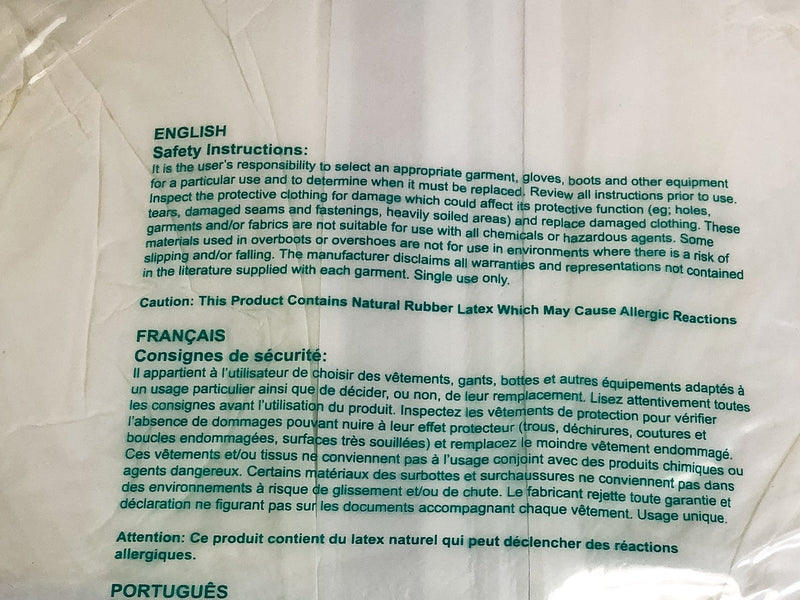 ENGLISH
Safety Instructions:
It is the user's responsibility to select an appropriate garment, gloves, boots and other equipment
for a particular use and to determine when it must be replaced. Review all instructions prior to use.
Inspect the protective clothing for damage which could affect its protective function (eg; holes,
tears, damaged seams and fastenings, heavily soiled areas) and replace damaged clothing. These
garments and/or fabrics are not suitable for use with all chemicals or hazardous agents. Some
materials used in overboots or overshoes are not for use in environments where there is a risk of
slipping and/or falling. The manufacturer disclaims all warranties and representations not contained
in the literature supplied with each garment. Single use only.
Caution: This Product Contains Natural Rubber Latex Which May Cause Allergic Reactions
FRANÇAIS
Consignes de sécurité:
Il appartient à l'utilisateur de choisir des vêtements, gants, bottes et autres équipements adaptés à
un usage particulier ainsi que de décider, ou non, de leur remplacement. Lisez attentivement toutes
les consignes avant l'utilisation du produit. Inspectez les vêtements de protection pour vérifier
l'absence de dommages pouvant nuire à leur effet protecteur (trous, déchirures, coutures et
boucles endommagées, surfaces très souillées) et remplacez le moindre vêtement endommagé.
Ces vêtements et/ou tissus ne conviennent pas à l'usage conjoint avec des produits chimiques ou
agents dangereux. Certains matériaux des surbottes et surchaussures ne conviennent pas dans
des environnements à risque de glissement et/ou de chute. Le fabricant rejette toute garantie et
déclaration ne figurant pas sur les documents accompagnant chaque vêtement. Usage unique.
Attention: Ce produit contient du latex naturel qui peut déclencher des réactions
allergiques.
PORTUGUÊS